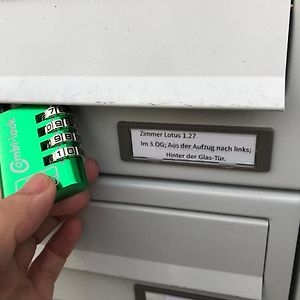 Combi-lock
Zimmer Lotus 1.27
Im 3.OG; Aus der Aufzug nach links;
Hinter der Glas-Tür.